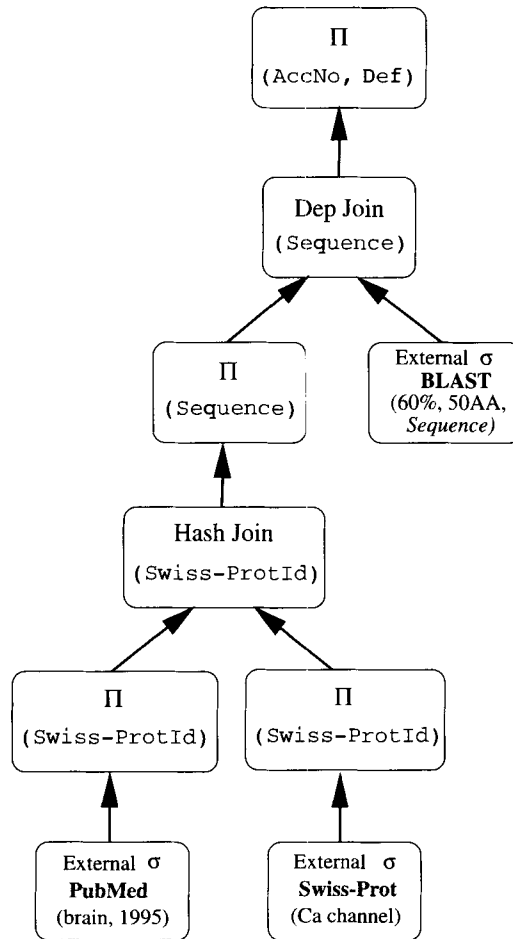 Π
(AccNo, Def)
Dep Join
(Sequence)
Π
(Sequence)
External σ
BLAST
(60%, 50AA,
Sequence)
Hash Join
(Swiss-ProtId)
Π
(Swiss-ProtId)
Π
(Swiss-ProtId)
External σ
PubMed
(brain, 1995)
External σ
Swiss-Prot
(Ca channel)